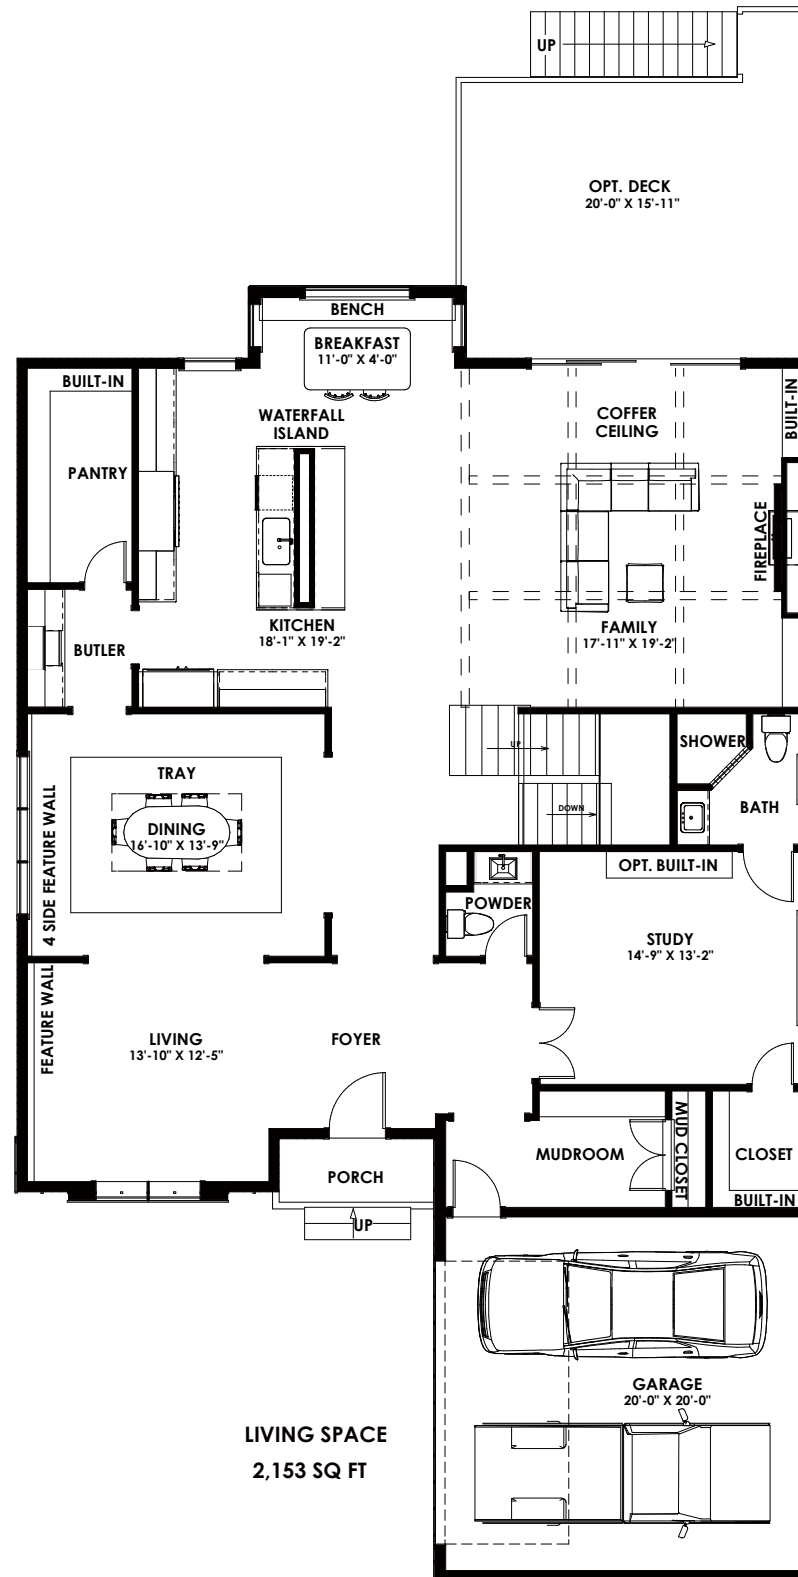 UP
OPT. DECK
20'-0" X 15'-11"
BENCH
BREAKFAST
11'-0" X 4'-0"
BUILT-IN
WATERFALL
ISLAND
COFFER
CEILING
BUILT-IN
PANTRY
FIREPLACE
KITCHEN
18'-1" X 19'-2"
FAMILY
17'-11" X 19'-2"
BUTLER
UP
SHOWER
TRAY
DOWN
BATH
DINING
16'-10" X 13'-9"
4 SIDE FEATURE WALL
OPT. BUILT-IN
POWDER
STUDY
14'-9" X 13'-2"
FEATURE WALL
LIVING
13'-10" X 12'-5"
FOYER
MUDROOM
MUD CLOSET
CLOSET
PORCH
BUILT-IN
UP
GARAGE
20'-0" X 20'-0"
LIVING SPACE
2,153 SQ FT